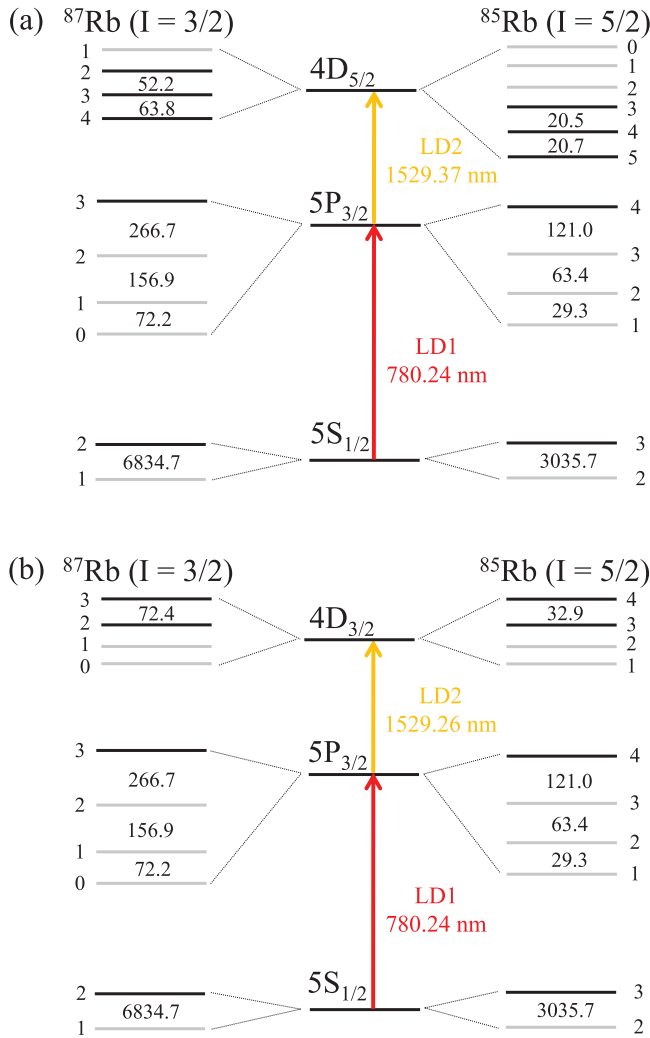 (a) ⁸⁷Rb (I = 3/2) ⁸⁵Rb (I = 5/2)
1 0
2 4D₅/₂ 1
52.2 2
3 3
63.8 20.5
4 4
20.7
5
LD2
1529.37 nm
3 5P₃/₂ 4
266.7 121.0
2 3
156.9 63.4
1 2
72.2 29.3
0 1
LD1
780.24 nm
2 5S₁/₂ 3
6834.7 3035.7
1 2
(b) ⁸⁷Rb (I = 3/2) ⁸⁵Rb (I = 5/2)
3 4
72.4 4D₃/₂ 32.9
2 3
1 2
0 1
LD2
1529.26 nm
3 5P₃/₂ 4
266.7 121.0
2 3
156.9 63.4
1 2
72.2 29.3
0 1
LD1
780.24 nm
2 5S₁/₂ 3
6834.7 3035.7
1 2